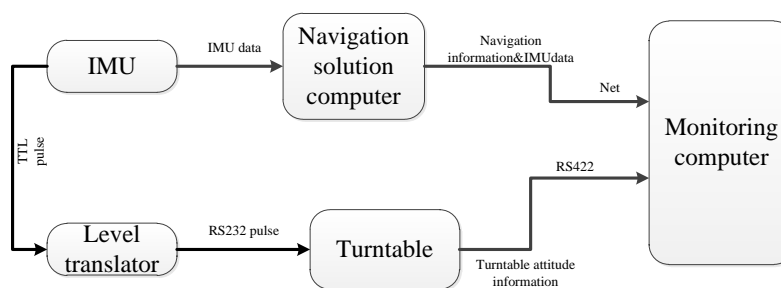 IMU
IMU data
Navigation
solution
computer
Navigation
information&IMUdata
Net
Monitoring
computer
TTL
pulse
RS422
Level
translator
RS232 pulse
Turntable
Turntable attitude
information